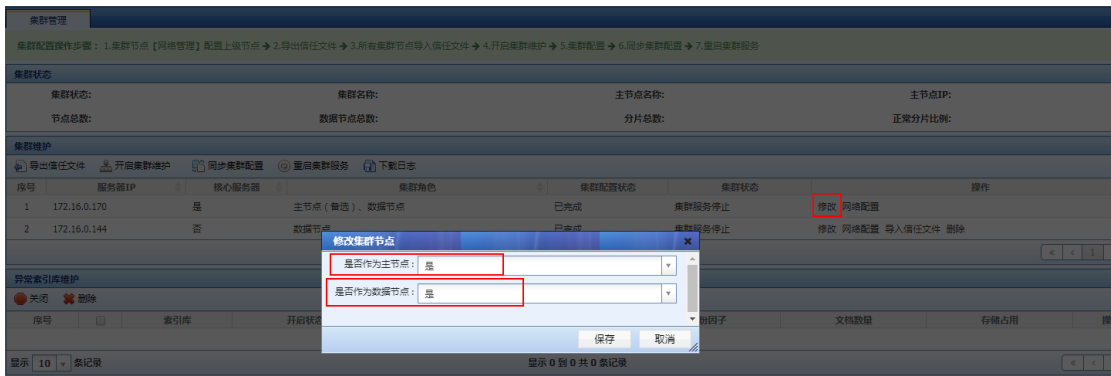 集群管理
集群配置操作步骤：1.集群节点【网络管理】配置上级节点 → 2.导出信任文件 → 3.所有集群节点导入信任文件 → 4.开启集群维护 → 5.集群配置 → 6.同步集群配置 → 7.重启集群服务
集群状态
集群状态: 集群名称: 主节点名称: 主节点IP:
节点总数: 数据节点总数: 分片总数: 正常分片比例:
集群维护
导出信任文件 开启集群维护 同步集群配置 重启集群服务 下载日志
序号 服务器IP 核心服务器 集群角色 集群配置状态 集群状态 操作
1 172.16.0.170 是 主节点（备选）、数据节点 已完成 集群服务停止 修改 网络配置
2 172.16.0.144 否 数据节点 已完成 集群服务停止 修改 网络配置 导入信任文件 删除
修改集群节点
« ‹ 1
是否作为主节点： 是
是否作为数据节点： 是
保存 取消
异常索引库维护
关闭 删除
序号 索引库 开启状态 份因子 文档数量 存储占用
显示 10 条记录 显示 0 到 0 共 0 条记录 « ‹